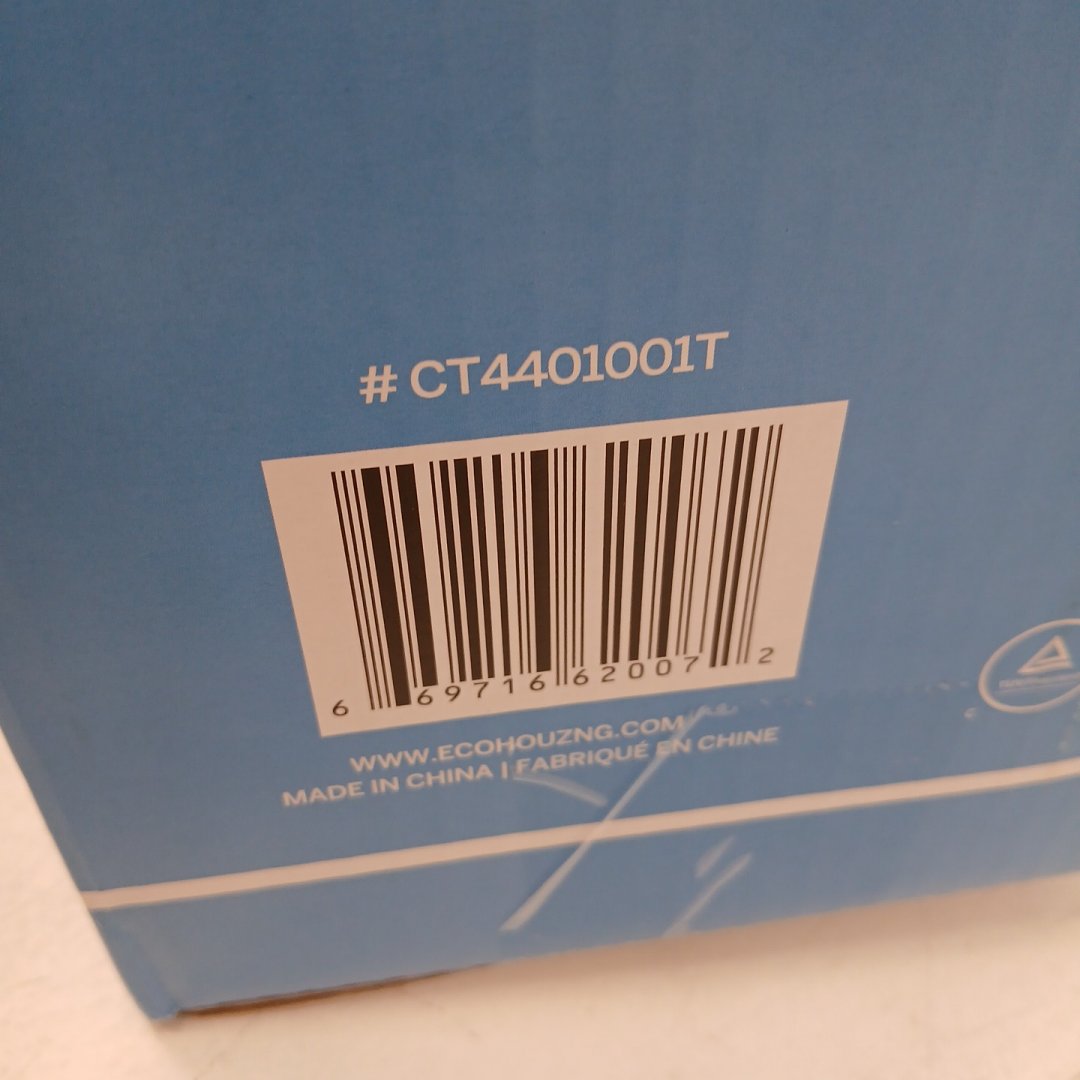 # CT4401001T
6 69716 62007 2
WWW.ECOHOUZNG.COM
MADE IN CHINA | FABRIQUÉ EN CHINE